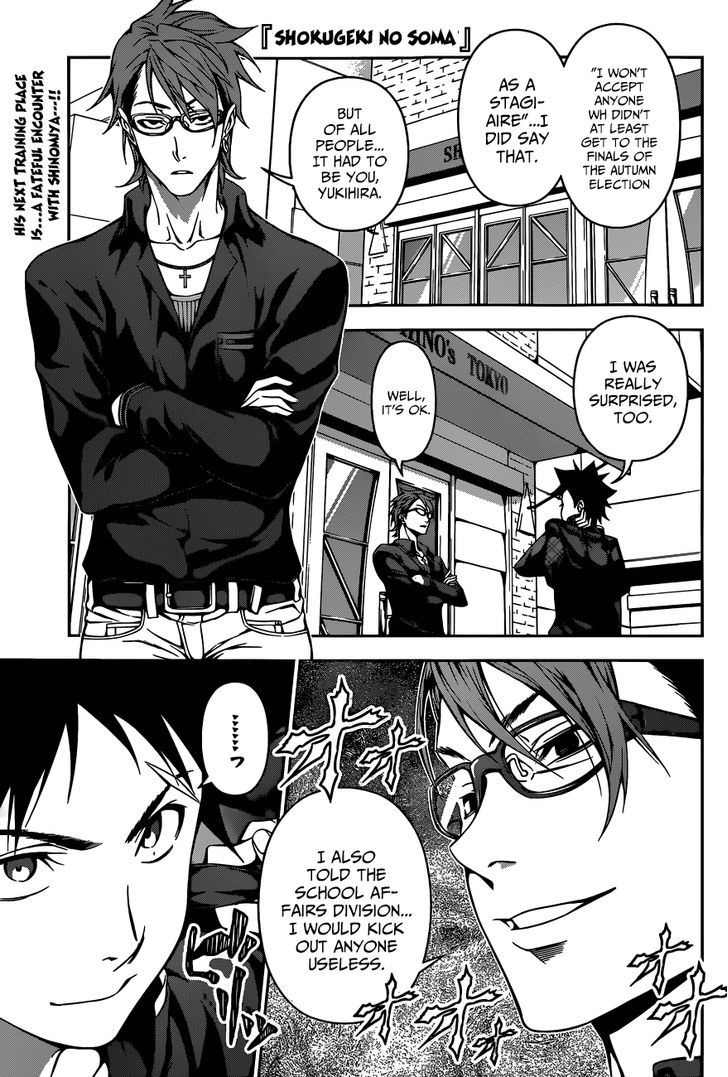 『SHOKUGEKI NO SOMA』
HIS NEXT TRAINING PLACE
IS...A FATEFUL ENCOUNTER
WITH SHINOMIYA---!!
"I WON'T
ACCEPT
ANYONE
WH DIDN'T
AT LEAST
GET TO THE
FINALS OF
THE AUTUMN
ELECTION
AS A
STAGI-
AIRE"...I
DID SAY
THAT.
BUT
OF ALL
PEOPLE...
IT HAD TO
BE YOU,
YUKIHIRA.
SH
I WAS
REALLY
SURPRISED,
TOO.
WELL,
IT'S OK.
HINO's TOKYO
I ALSO
TOLD THE
SCHOOL AF-
FAIRS DIVISION...
I WOULD KICK
OUT ANYONE
USELESS.
オオオ
オオオ
……っ